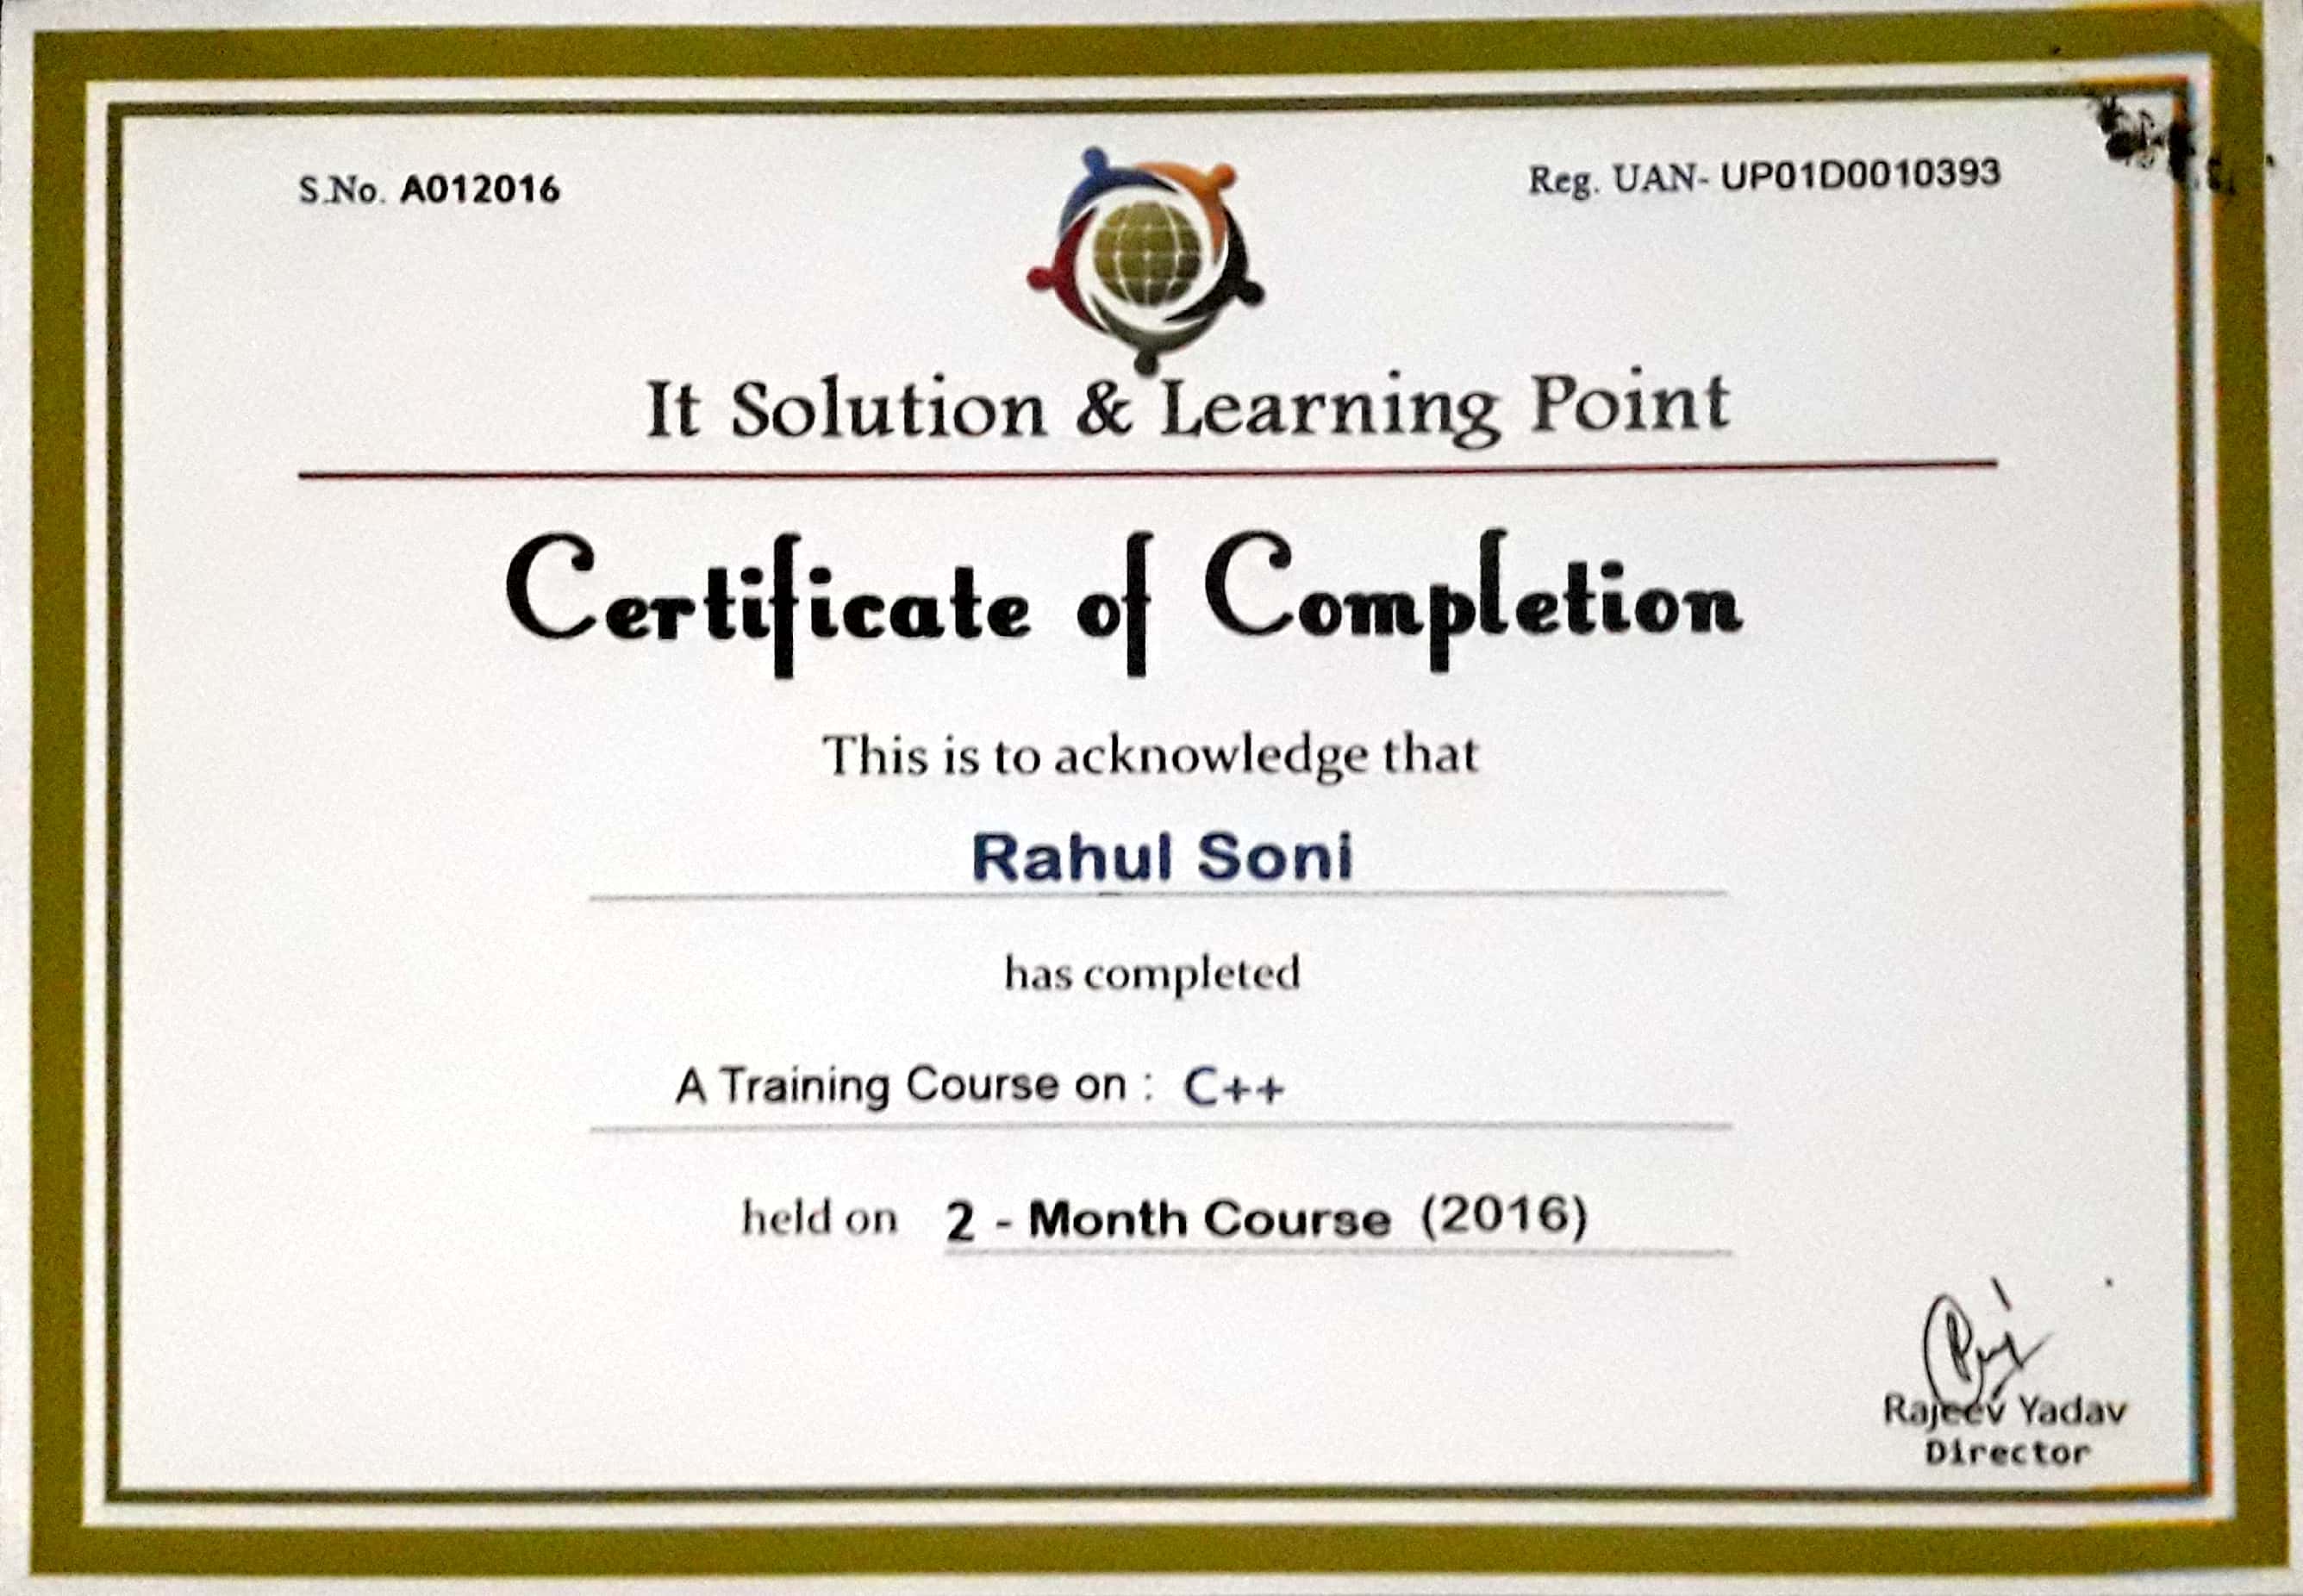 S.No. A012016
Reg. UAN- UP01D0010393
It Solution & Learning Point
Certificate of Completion
This is to acknowledge that
Rahul Soni
has completed
A Training Course on : C++
held on 2 - Month Course (2016)
Rajeev Yadav
Director